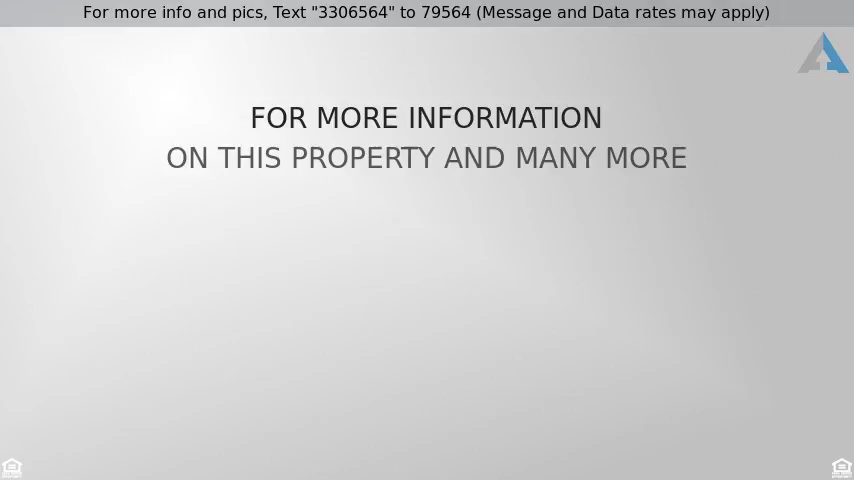 For more info and pics, Text "3306564" to 79564 (Message and Data rates may apply)
FOR MORE INFORMATION
ON THIS PROPERTY AND MANY MORE